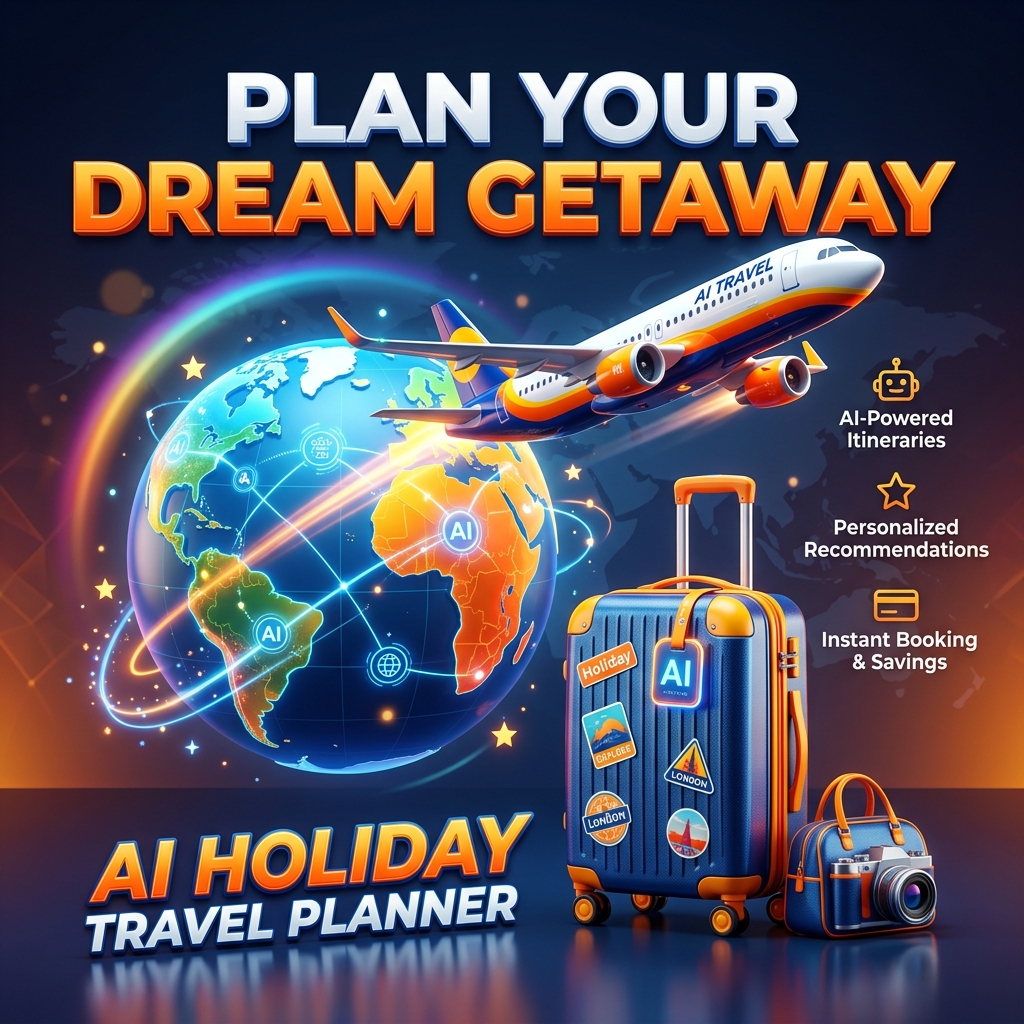 PLAN YOUR
DREAM GETAWAY
AI TRAVEL
AI
AI
AI
AI-Powered
Itineraries
Personalized
Recommendations
Instant Booking
& Savings
Holiday
AI
EXPLORE
LONDON
LONDON
AI HOLIDAY
TRAVEL PLANNER